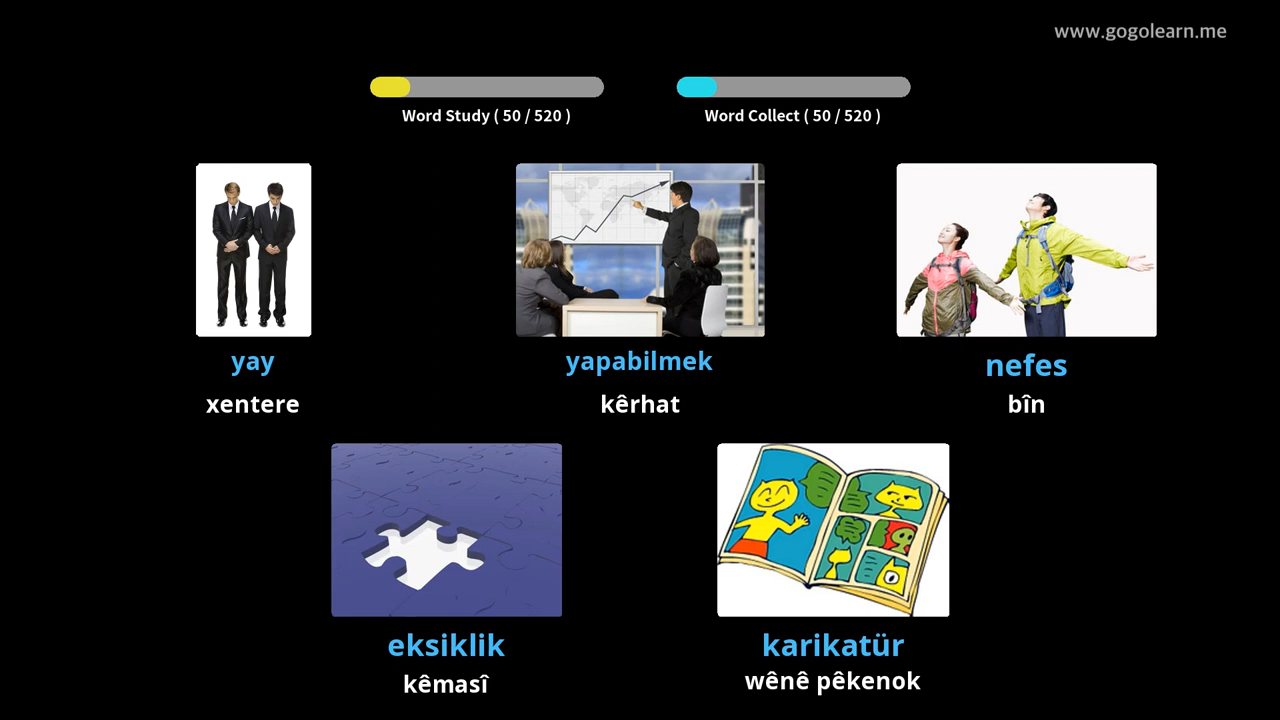 www.gogolearn.me
Word Study ( 50 / 520 )
Word Collect ( 50 / 520 )
yay
xentere
yapabilmek
kêrhat
nefes
bîn
eksiklik
kêmasî
karikatür
wênê pêkenok